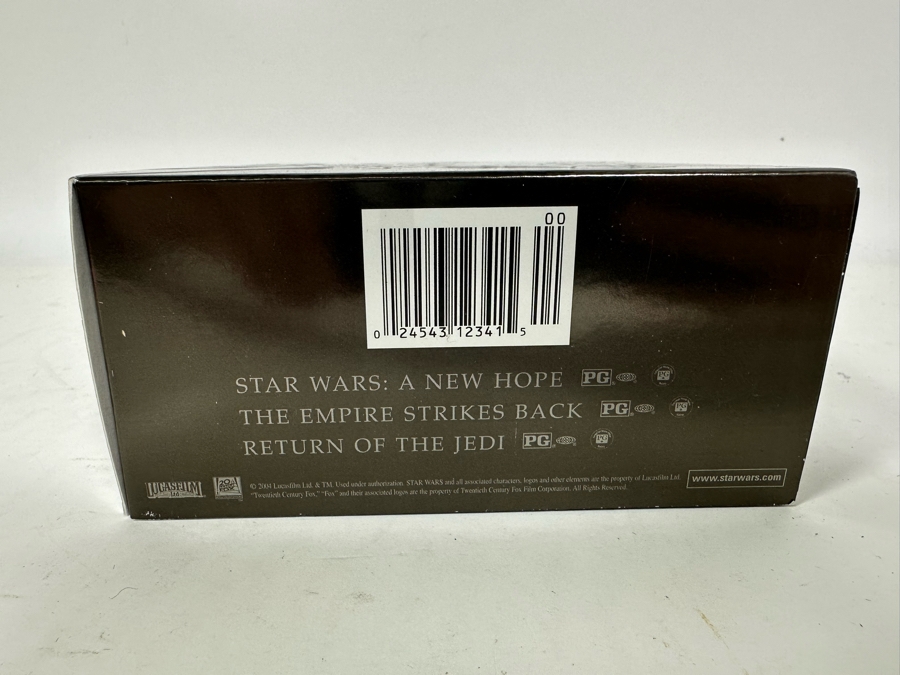 00
0 24543 12341 5
STAR WARS: A NEW HOPE PG
THE EMPIRE STRIKES BACK PG
RETURN OF THE JEDI PG
LUCASFILM Ltd
© 2004 Lucasfilm Ltd. & TM. Used under authorization. STAR WARS and all associated characters, logos and other elements are the property of Lucasfilm Ltd.
"Twentieth Century Fox," "Fox" and their associated logos are the property of Twentieth Century Fox Film Corporation. All Rights Reserved.
www.starwars.com